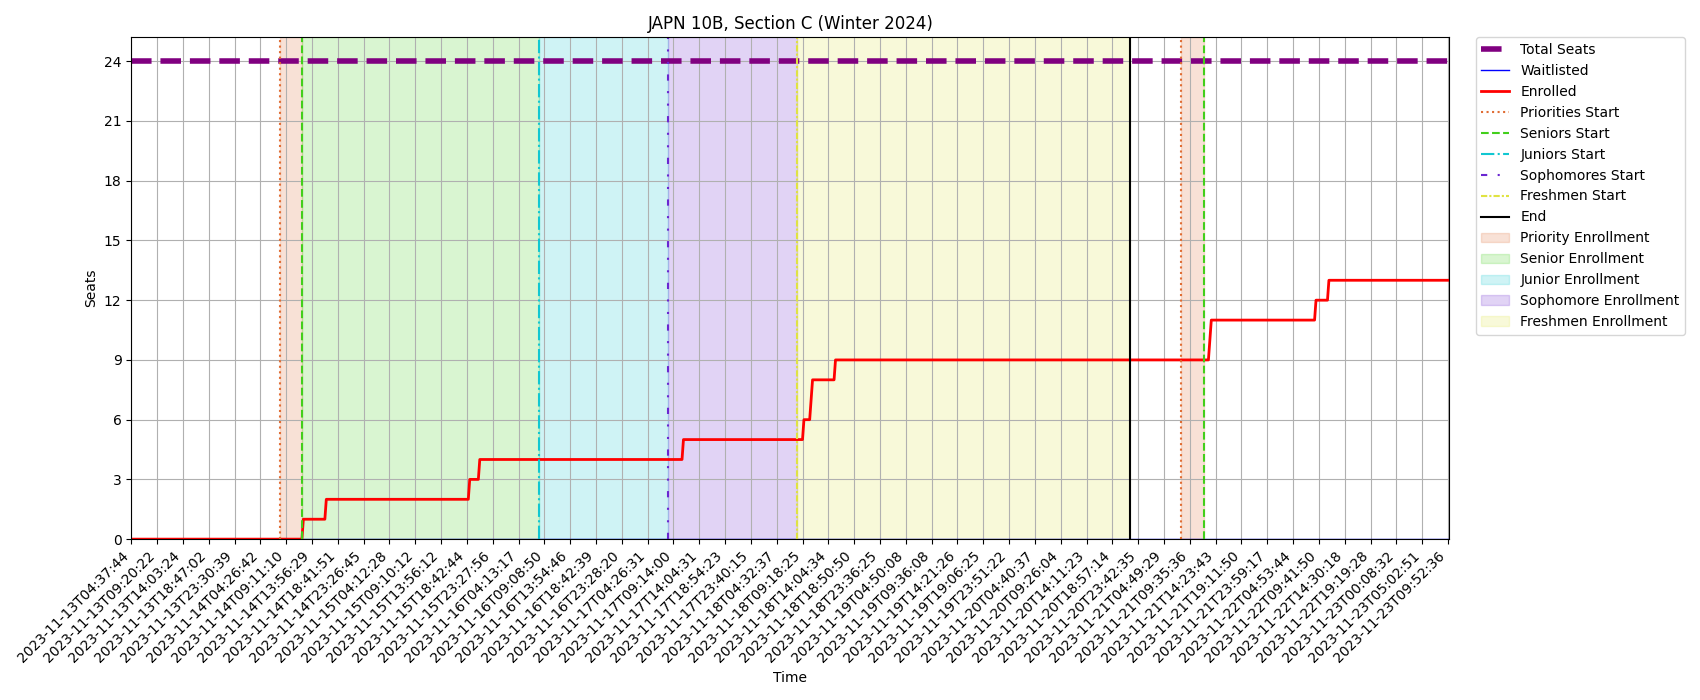 JAPN 10B, Section C (Winter 2024)
Seats
24
21
18
15
12
9
6
3
0
2023-11-13T04:37:44
2023-11-13T09:20:22
2023-11-13T14:03:24
2023-11-13T18:47:02
2023-11-13T23:30:39
2023-11-14T04:26:42
2023-11-14T09:11:10
2023-11-14T13:56:29
2023-11-14T18:41:51
2023-11-14T23:26:45
2023-11-15T04:12:28
2023-11-15T09:10:12
2023-11-15T13:56:12
2023-11-15T18:42:44
2023-11-15T23:27:56
2023-11-16T04:13:17
2023-11-16T09:08:50
2023-11-16T13:54:46
2023-11-16T18:42:39
2023-11-16T23:28:20
2023-11-17T04:26:31
2023-11-17T09:14:00
2023-11-17T14:04:31
2023-11-17T18:54:23
2023-11-17T23:40:15
2023-11-18T04:32:37
2023-11-18T09:18:25
2023-11-18T14:04:34
2023-11-18T18:50:50
2023-11-18T23:36:25
2023-11-19T04:50:08
2023-11-19T09:36:08
2023-11-19T14:21:26
2023-11-19T19:06:25
2023-11-19T23:51:22
2023-11-20T04:40:37
2023-11-20T09:26:04
2023-11-20T14:11:23
2023-11-20T18:57:14
2023-11-20T23:42:35
2023-11-21T04:49:29
2023-11-21T09:35:36
2023-11-21T14:23:43
2023-11-21T19:11:50
2023-11-21T23:59:17
2023-11-22T04:53:44
2023-11-22T09:41:50
2023-11-22T14:30:18
2023-11-22T19:19:28
2023-11-23T00:08:32
2023-11-23T05:02:51
2023-11-23T09:52:36
Time
Total Seats
Waitlisted
Enrolled
Priorities Start
Seniors Start
Juniors Start
Sophomores Start
Freshmen Start
End
Priority Enrollment
Senior Enrollment
Junior Enrollment
Sophomore Enrollment
Freshmen Enrollment